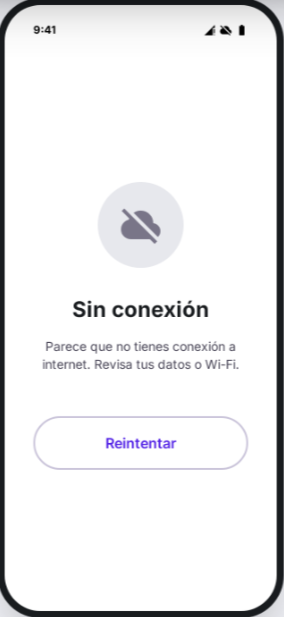 9:41
Sin conexión
Parece que no tienes conexión a
internet. Revisa tus datos o Wi-Fi.
Reintentar